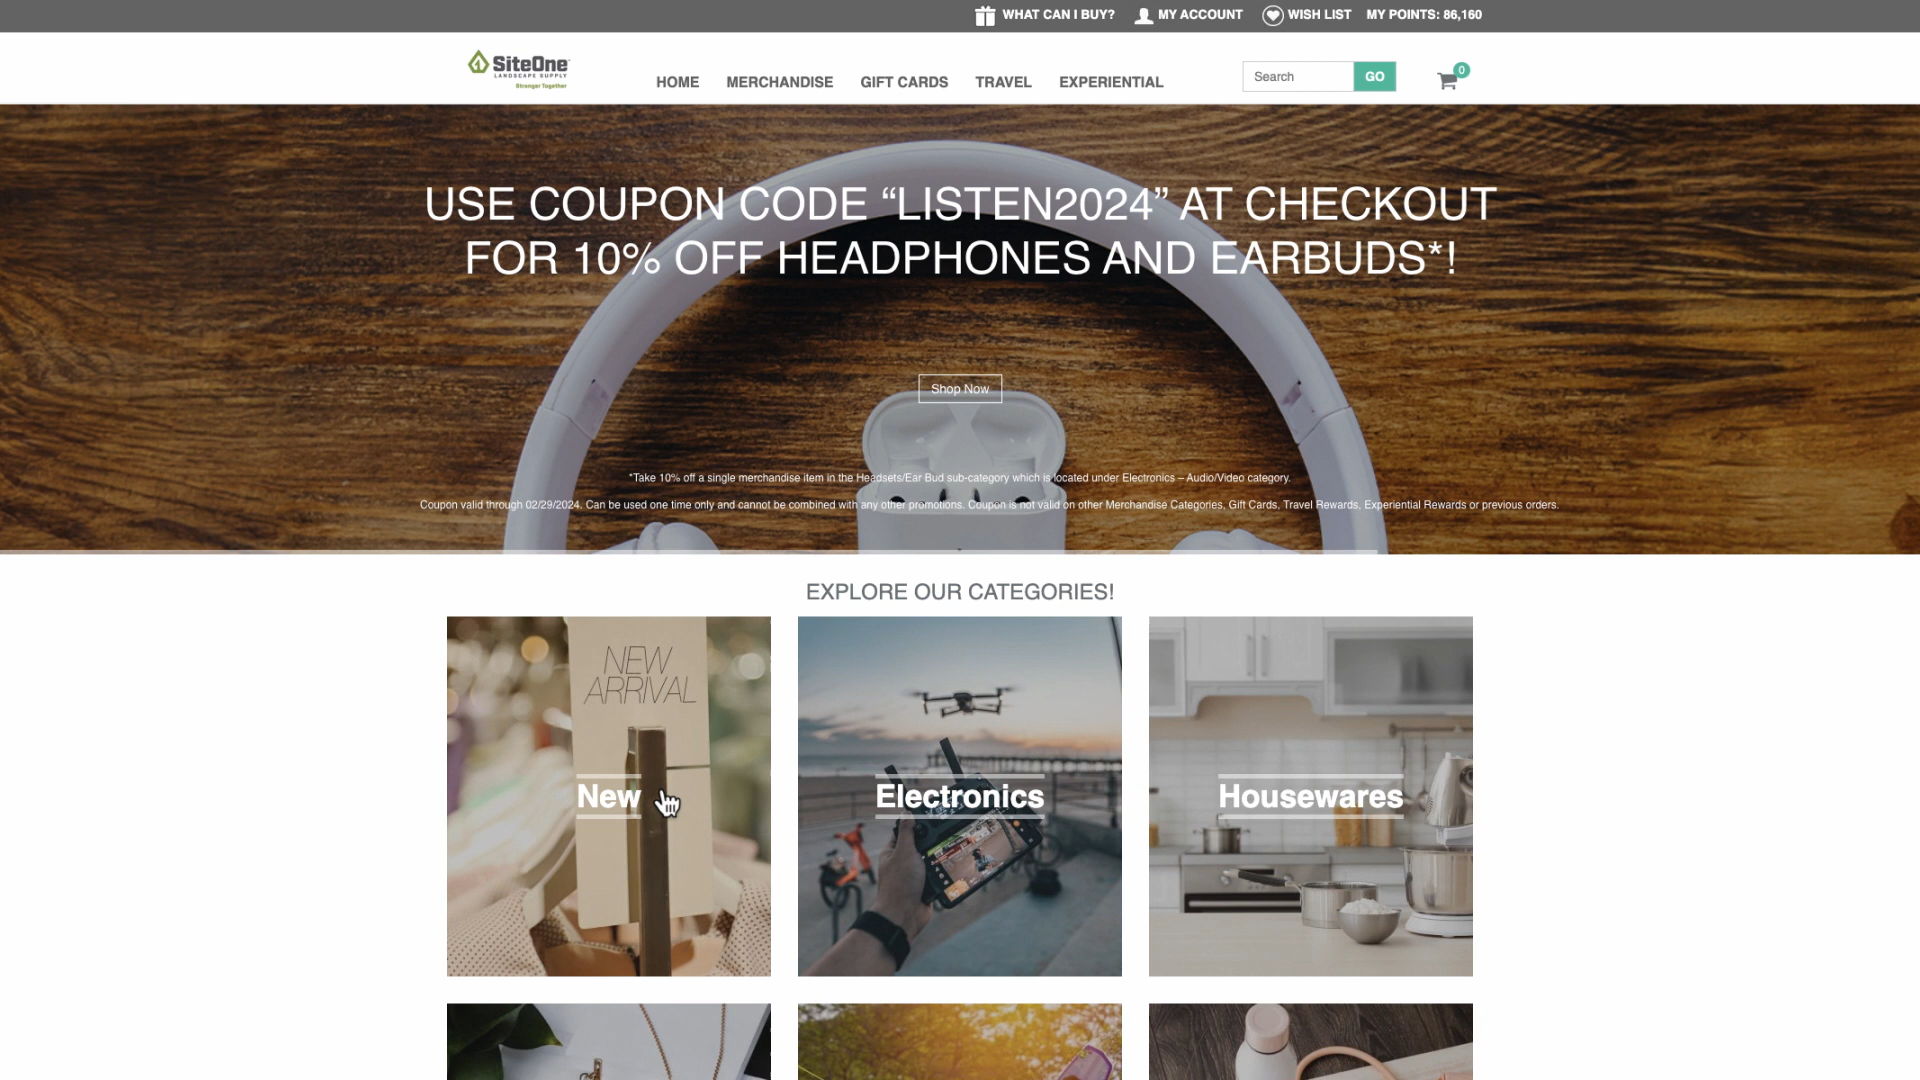 WHAT CAN I BUY?
MY ACCOUNT
WISH LIST
MY POINTS: 86,160
SiteOne
LANDSCAPE SUPPLY
Stronger Together
HOME
MERCHANDISE
GIFT CARDS
TRAVEL
EXPERIENTIAL
Search
GO
0
USE COUPON CODE “LISTEN2024” AT CHECKOUT
FOR 10% OFF HEADPHONES AND EARBUDS*!
Shop Now
*Take 10% off a single merchandise item in the Headsets/Ear Bud sub-category which is located under Electronics – Audio/Video category.
Coupon valid through 02/29/2024. Can be used one time only and cannot be combined with any other promotions. Coupon is not valid on other Merchandise Categories, Gift Cards, Travel Rewards, Experiential Rewards or previous orders.
EXPLORE OUR CATEGORIES!
NEW
ARRIVAL
New
Electronics
Housewares